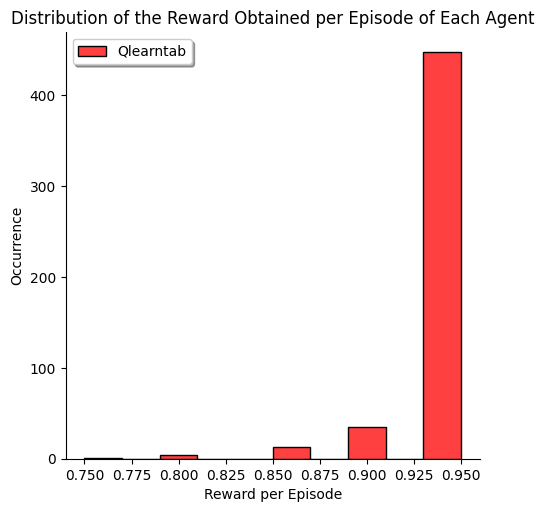 Distribution of the Reward Obtained per Episode of Each Agent
Qlearntab
400
300
200
100
0
Occurrence
0.750 0.775 0.800 0.825 0.850 0.875 0.900 0.925 0.950
Reward per Episode